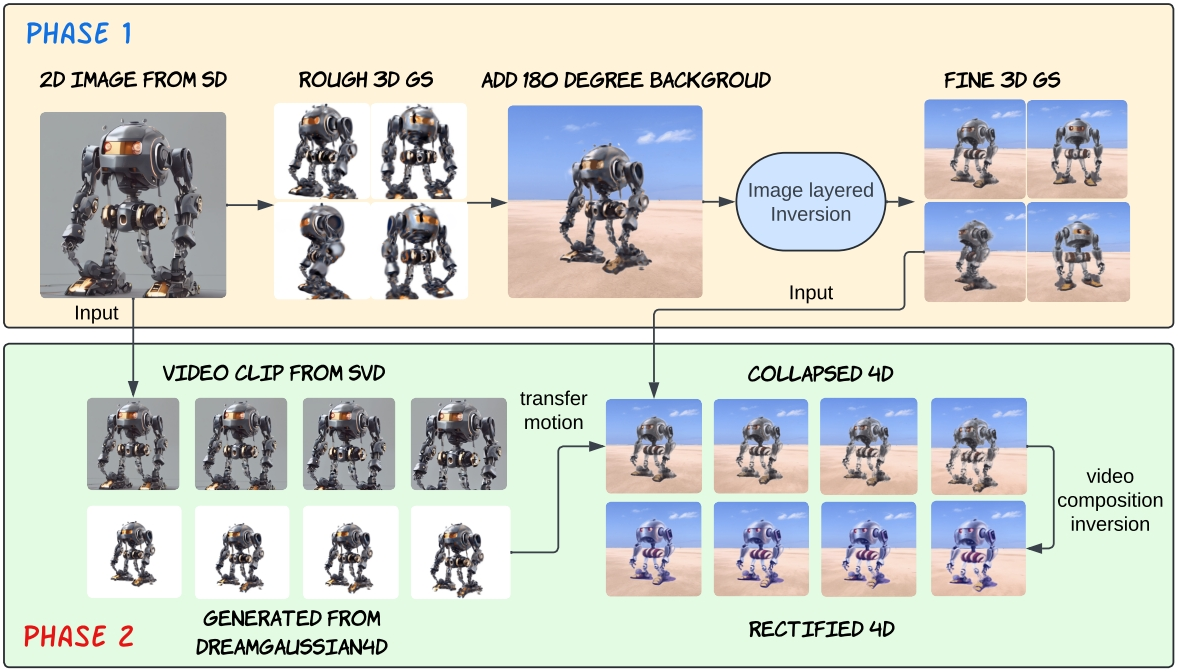 PHASE 1
2D IMAGE FROM SD
ROUGH 3D GS
ADD 180 DEGREE BACKGROUD
FINE 3D GS
Image layered
Inversion
Input
Input
VIDEO CLIP FROM SVD
COLLAPSED 4D
transfer
motion
video
composition
inversion
GENERATED FROM
DREAMGAUSSIAN4D
RECTIFIED 4D
PHASE 2